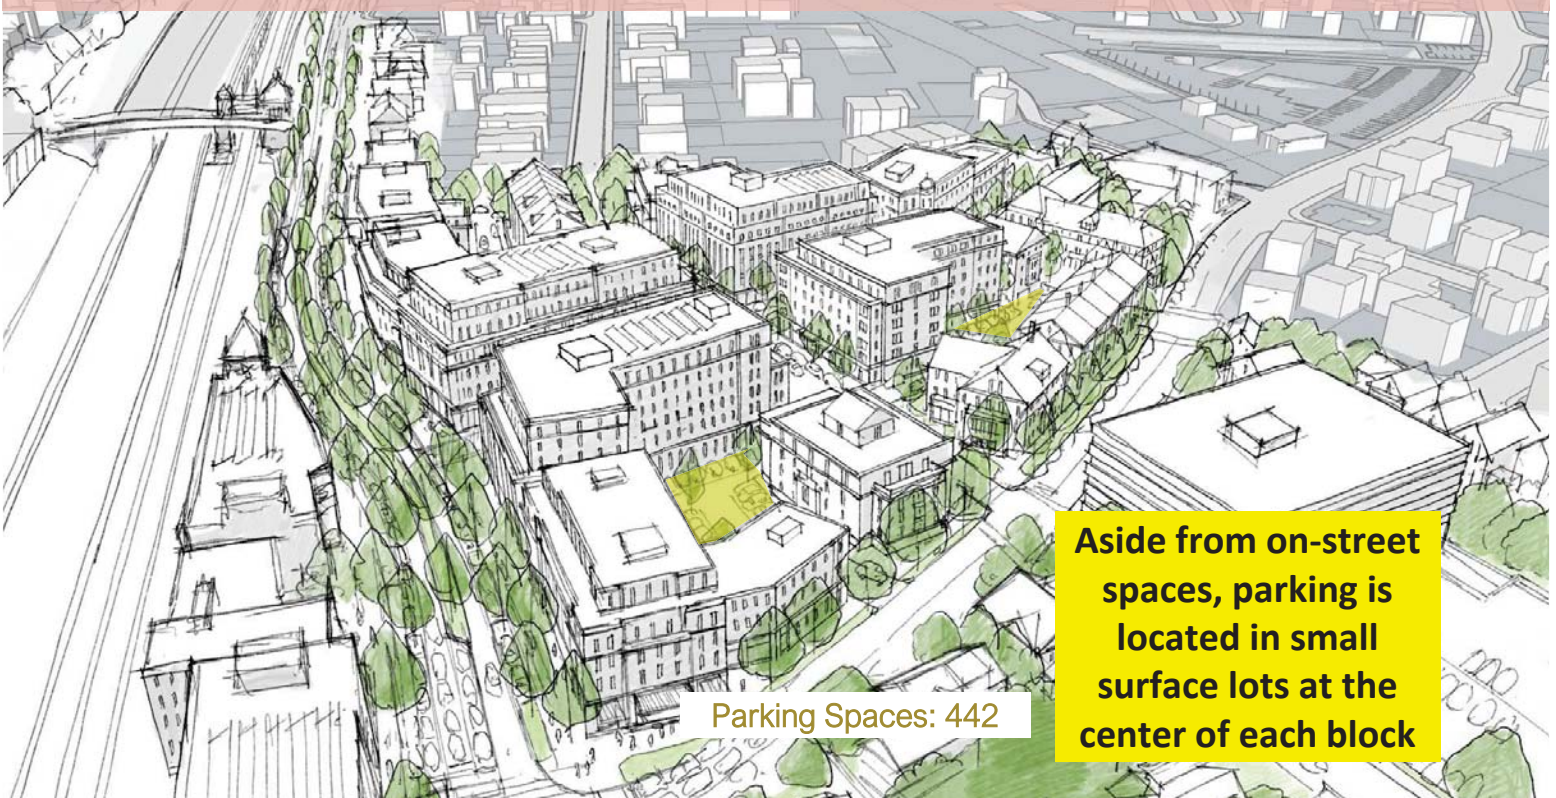 Aside from on-street
spaces, parking is
located in small
surface lots at the
center of each block
Parking Spaces: 442